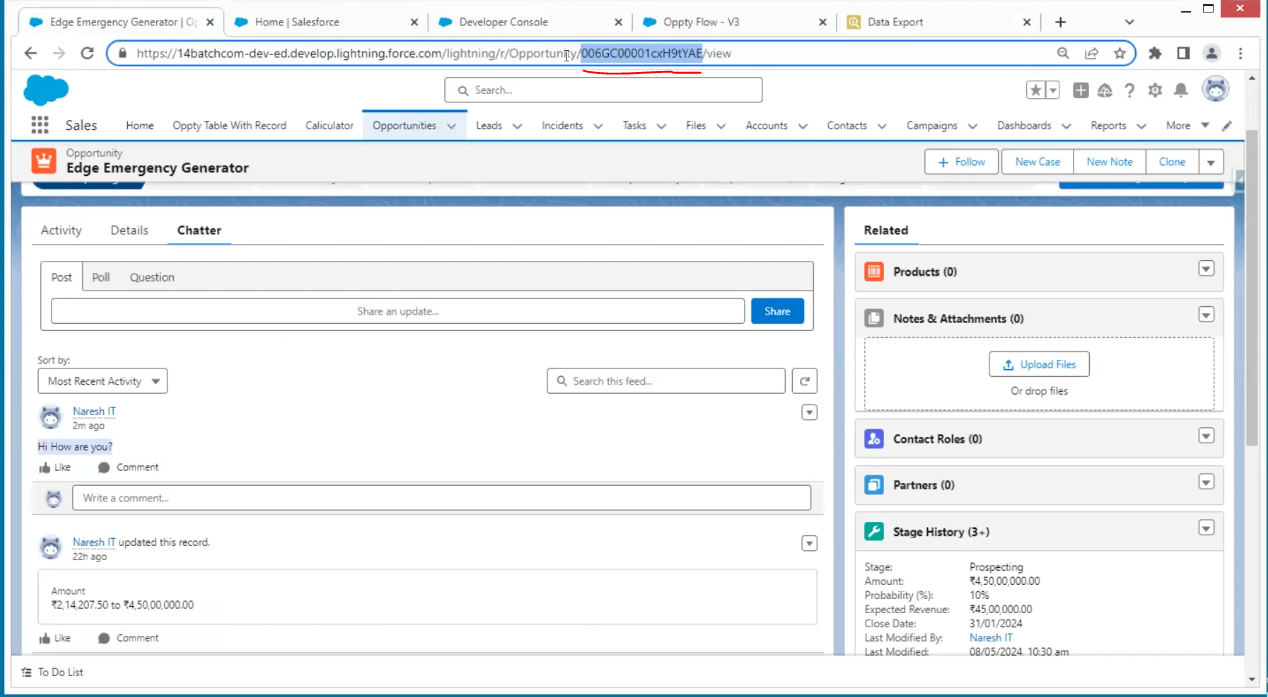 Edge Emergency Generator | O
Home | Salesforce
Developer Console
Oppty Flow - V3
Data Export
https://14batchcom-dev-ed.develop.lightning.force.com/lightning/r/Opportunity/006GC00001cxH9tYAE/view
Search...
Sales
Home
Oppty Table With Record
Calculator
Opportunities
Leads
Incidents
Tasks
Files
Accounts
Contacts
Campaigns
Dashboards
Reports
More
Opportunity
Edge Emergency Generator
+ Follow
New Case
New Note
Clone
Activity
Details
Chatter
Related
Post
Poll
Question
Share an update...
Share
Products (0)
Notes & Attachments (0)
Upload Files
Or drop files
Sort by:
Most Recent Activity
Search this feed...
Naresh IT
2m ago
Hi How are you?
Like
Comment
Write a comment...
Contact Roles (0)
Partners (0)
Naresh IT updated this record.
22h ago
Amount
₹2,14,207.50 to ₹4,50,00,000.00
Like
Comment
Stage History (3+)
Stage: Prospecting
Amount: ₹4,50,00,000.00
Probability (%): 10%
Expected Revenue: ₹45,00,000.00
Close Date: 31/01/2024
Last Modified By: Naresh IT
Last Modified: 08/05/2024, 10:30 am
To Do List